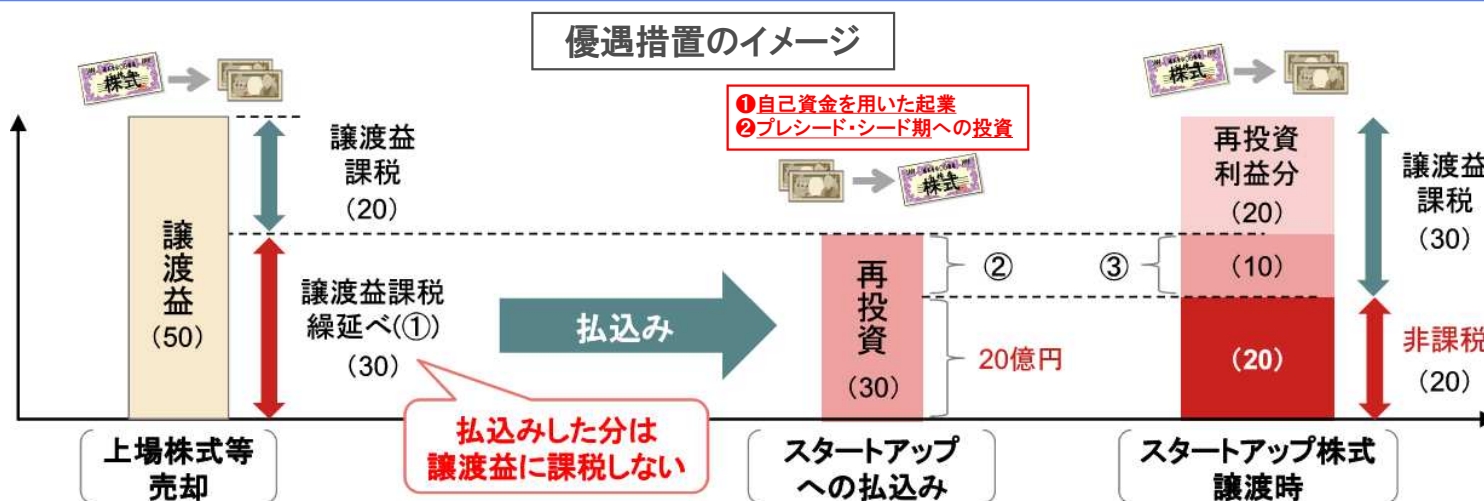 優遇措置のイメージ
株式
譲渡益
(50)
譲渡益
課税
(20)
譲渡益課税
繰延べ(①)
(30)
払込みした分は
譲渡益に課税しない
上場株式等
売却
払込み
❶自己資金を用いた起業
❷プレシード・シード期への投資
株式
再投資
(30)
②
20億円
スタートアップ
への払込み
株式
③
再投資
利益分
(20)
(10)
(20)
譲渡益
課税
(30)
非課税
(20)
スタートアップ株式
譲渡時